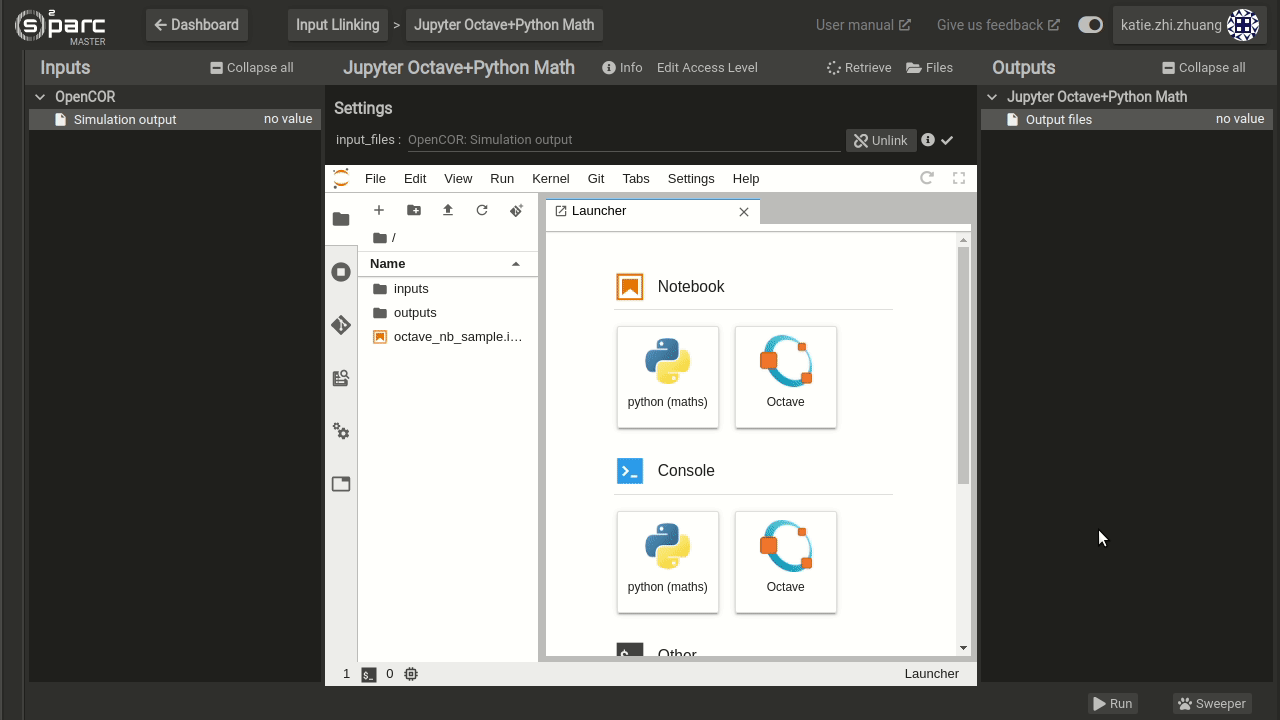 s²parc
MASTER
Dashboard
Input Llinking > Jupyter Octave+Python Math
User manual
Give us feedback
katie.zhi.zhuang
Inputs
Collapse all
Jupyter Octave+Python Math
Info
Edit Access Level
Retrieve
Files
Outputs
Collapse all
OpenCOR
Simulation output no value
Settings
input_files : OpenCOR: Simulation output
Unlink
Jupyter Octave+Python Math
Output files no value
File Edit View Run Kernel Git Tabs Settings Help
/
Name
inputs
outputs
octave_nb_sample.i...
Launcher
Notebook
python (maths) Octave
Console
python (maths) Octave
$_ Other
1 $_ 0
Launcher
Run
Sweeper